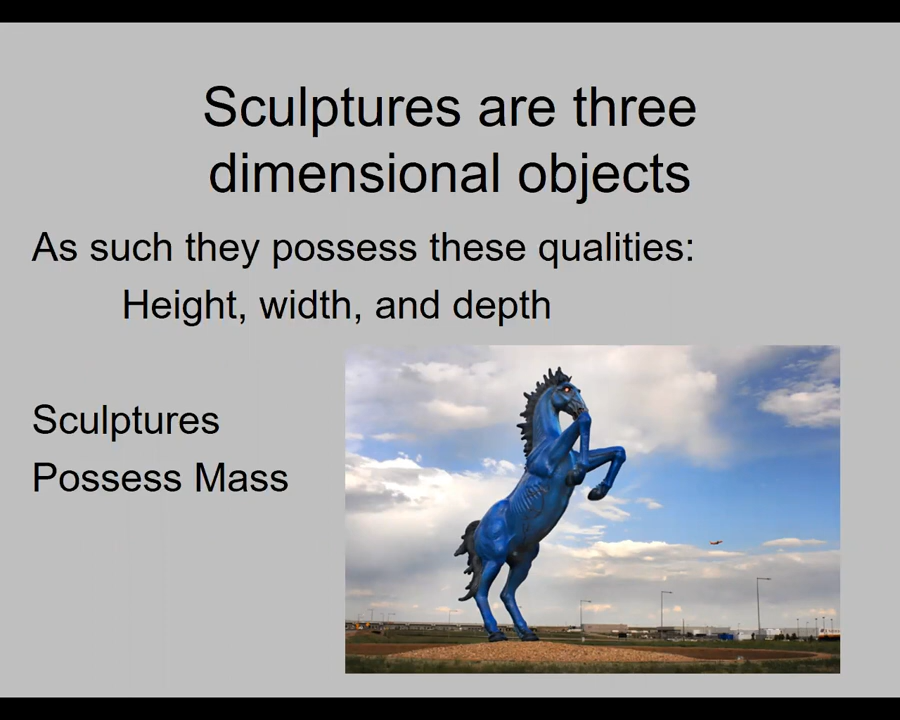 Sculptures are three
dimensional objects
As such they possess these qualities:
Height, width, and depth
Sculptures
Possess Mass